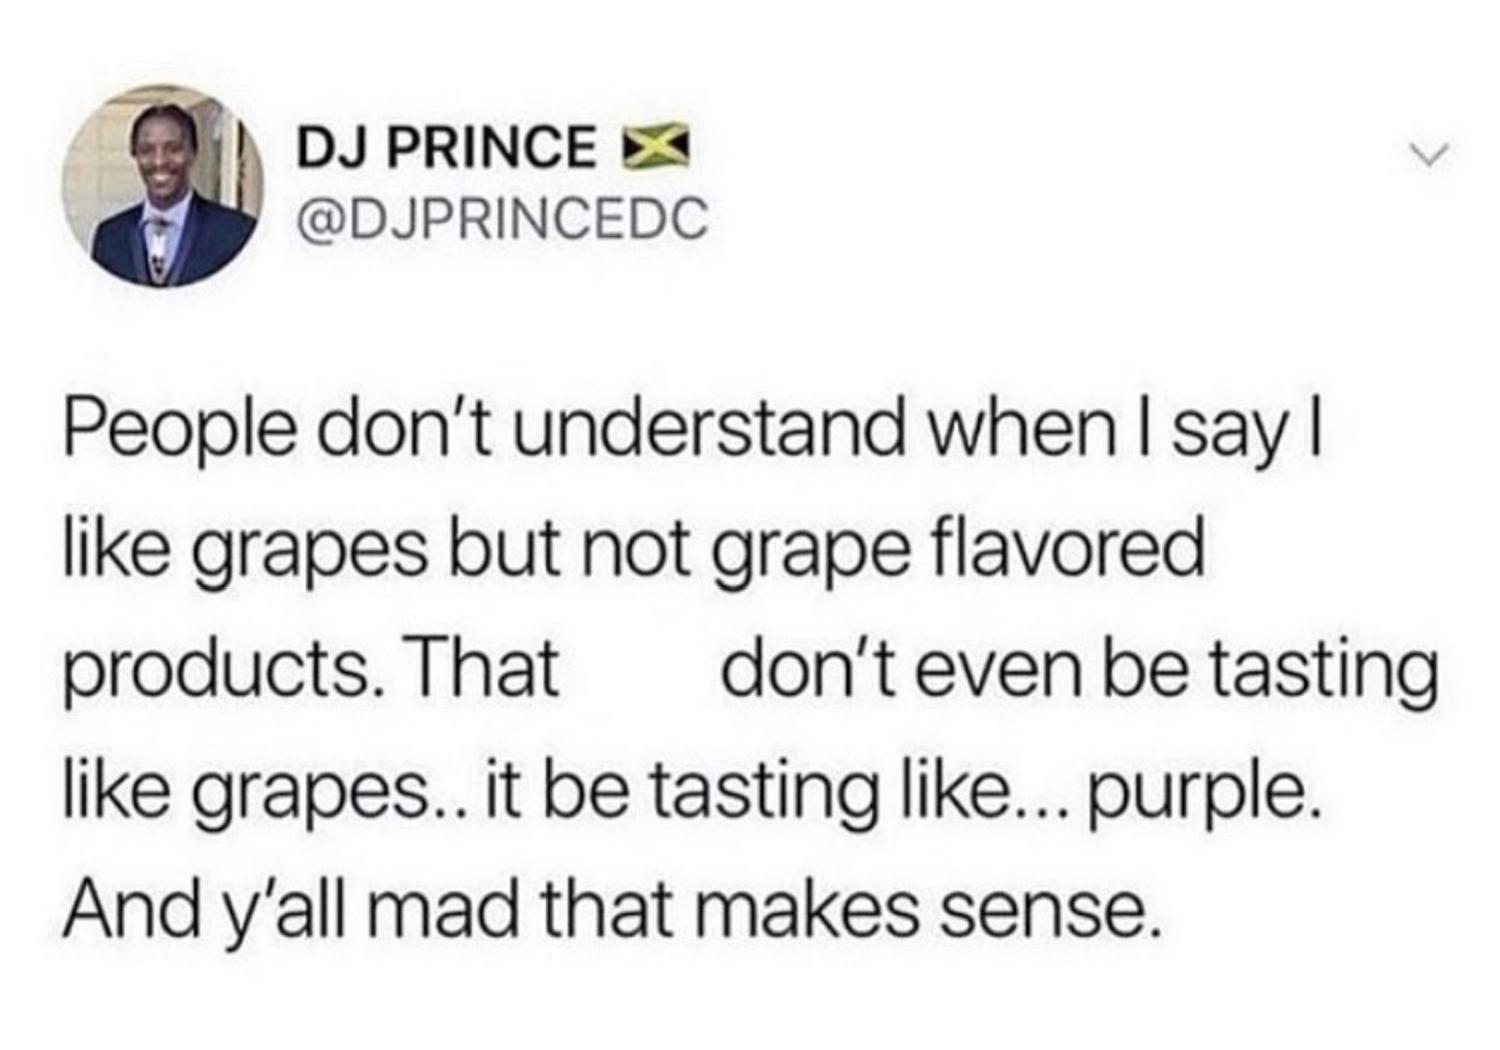 DJ PRINCE 🇯🇲
@DJPRINCEDC
People don't understand when I say I
like grapes but not grape flavored
products. That don't even be tasting
like grapes.. it be tasting like... purple.
And y'all mad that makes sense.